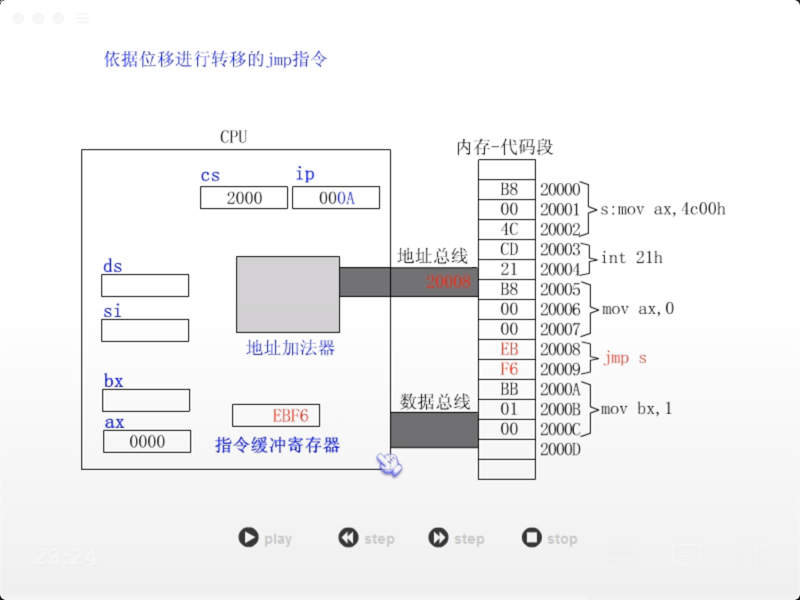 依据位移进行转移的jmp指令
CPU
内存-代码段
cs
ip
2000
000A
B8 20000
00 20001
4C 20002
s:mov ax,4c00h
CD 20003
21 20004
int 21h
B8 20005
00 20006
00 20007
mov ax,0
EB 20008
F6 20009
jmp s
BB 2000A
01 2000B
00 2000C
mov bx,1
2000D
ds
si
地址总线
20008
地址加法器
bx
ax
0000
EBF6
指令缓冲寄存器
数据总线
play
step
step
stop
23:24